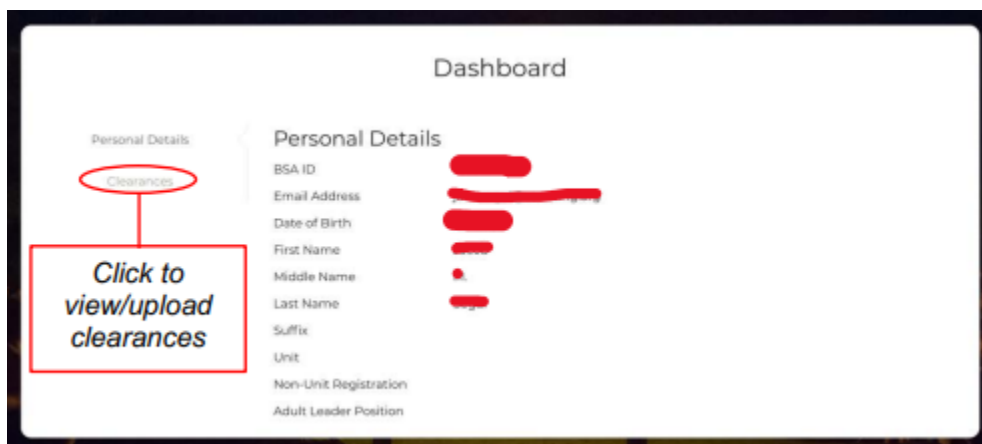 Dashboard
Personal Details
Clearances
Click to
view/upload
clearances
Personal Details
BSA ID
Email Address
Date of Birth
First Name
Middle Name
Last Name
Suffix
Unit
Non-Unit Registration
Adult Leader Position